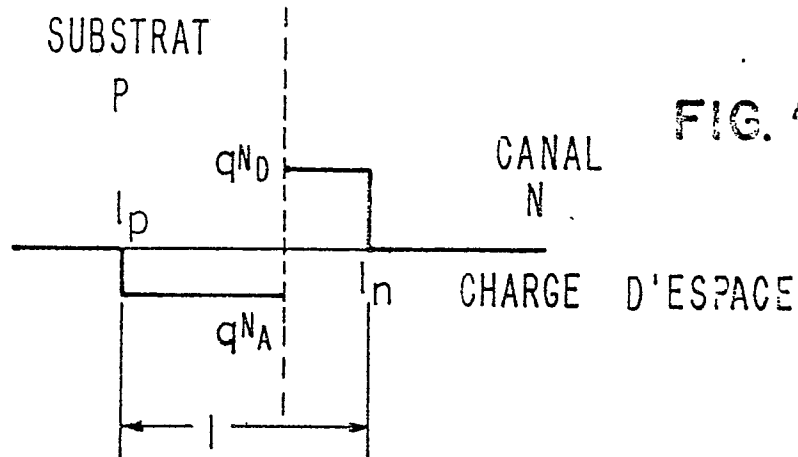 SUBSTRAT
P
FIG.
qND
CANAL
N
lp
ln
CHARGE D'ESPACE
qNA
l